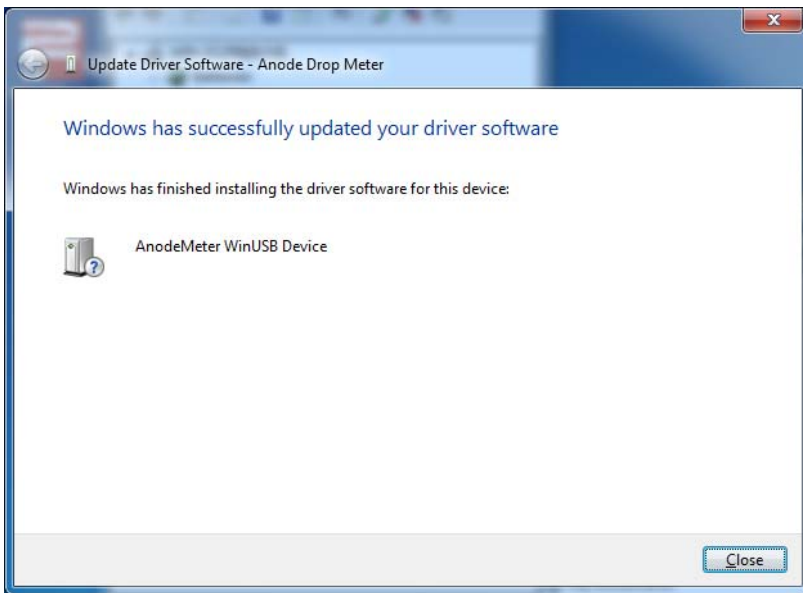 Update Driver Software - Anode Drop Meter
Windows has successfully updated your driver software
Windows has finished installing the driver software for this device:
AnodeMeter WinUSB Device
Close